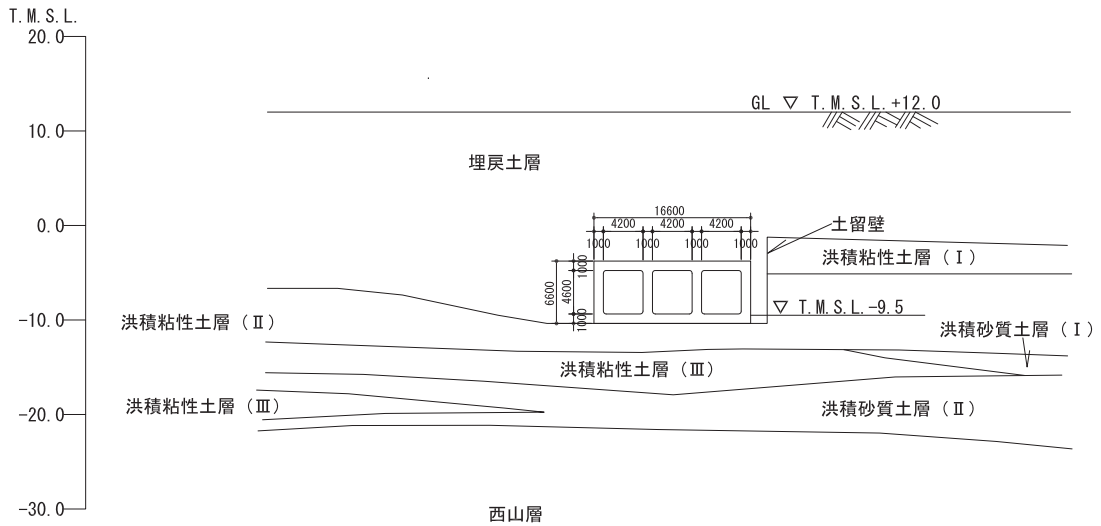 T.M.S.L.
20.0
GL ▽ T.M.S.L.+12.0
10.0
埋戻土層
16600
0.0
4200 4200 4200
土留壁
1000 1000 1000 1000
洪積粘性土層(Ⅰ)
1000
6600
4600
1000
▽ T.M.S.L.-9.5
-10.0
洪積粘性土層(Ⅱ)
洪積砂質土層(Ⅰ)
洪積粘性土層(Ⅲ)
洪積粘性土層(Ⅲ)
洪積砂質土層(Ⅱ)
-20.0
-30.0
西山層